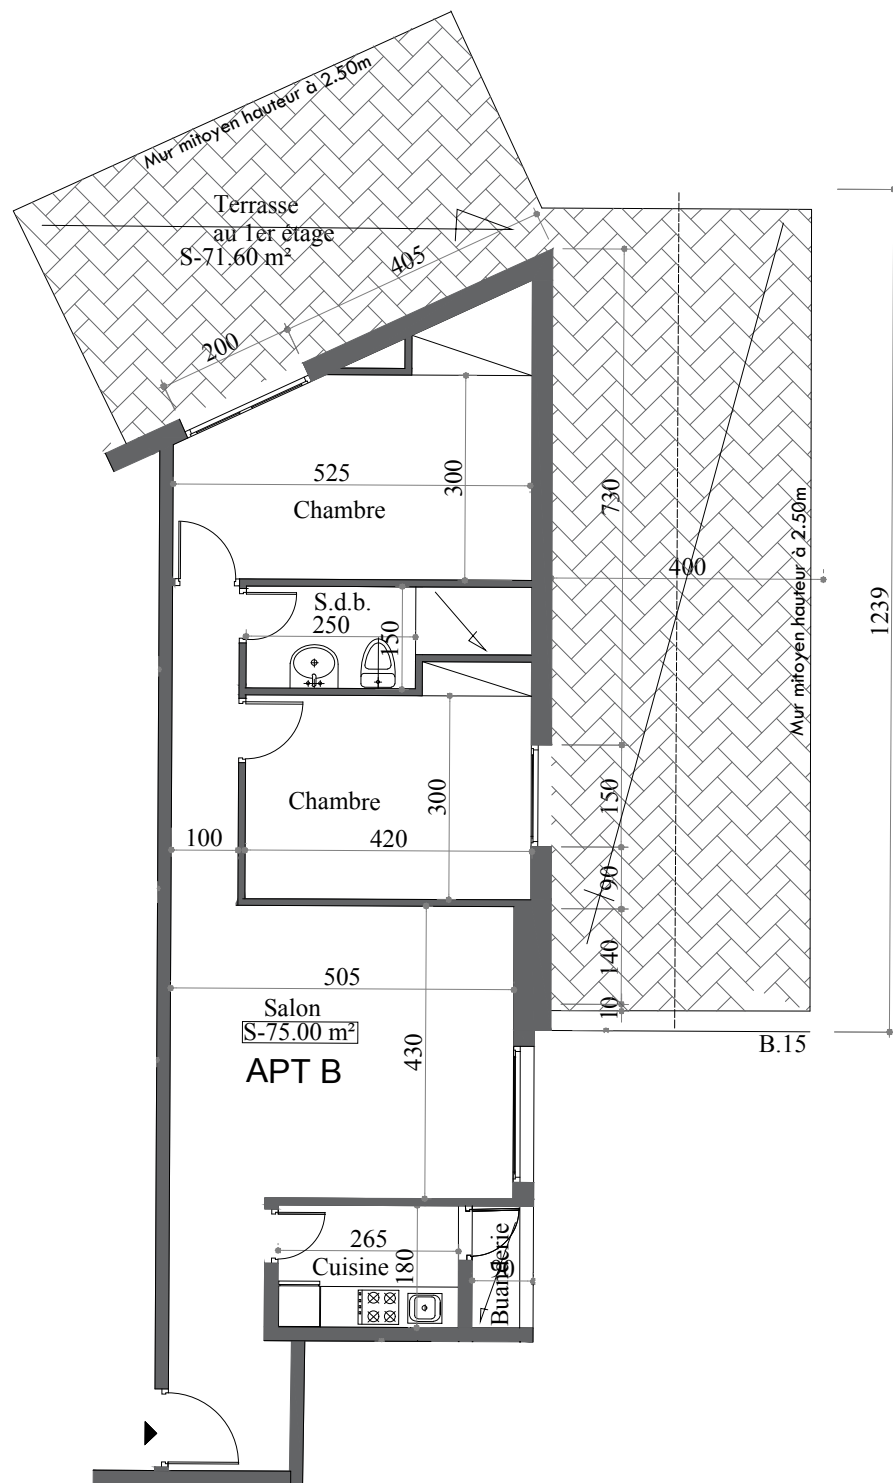 Mur mitoyen hauteur à 2.50m
Terrasse
au 1er étage
S-71.60 m²
405
200
525
300
Chambre
730
400
1239
Mur mitoyen hauteur à 2.50m
S.d.b.
250
150
Chambre
300
150
100
420
90
140
10
505
Salon
S-75.00 m²
APT B
430
B.15
265
Cuisine
180
Buanderie
90